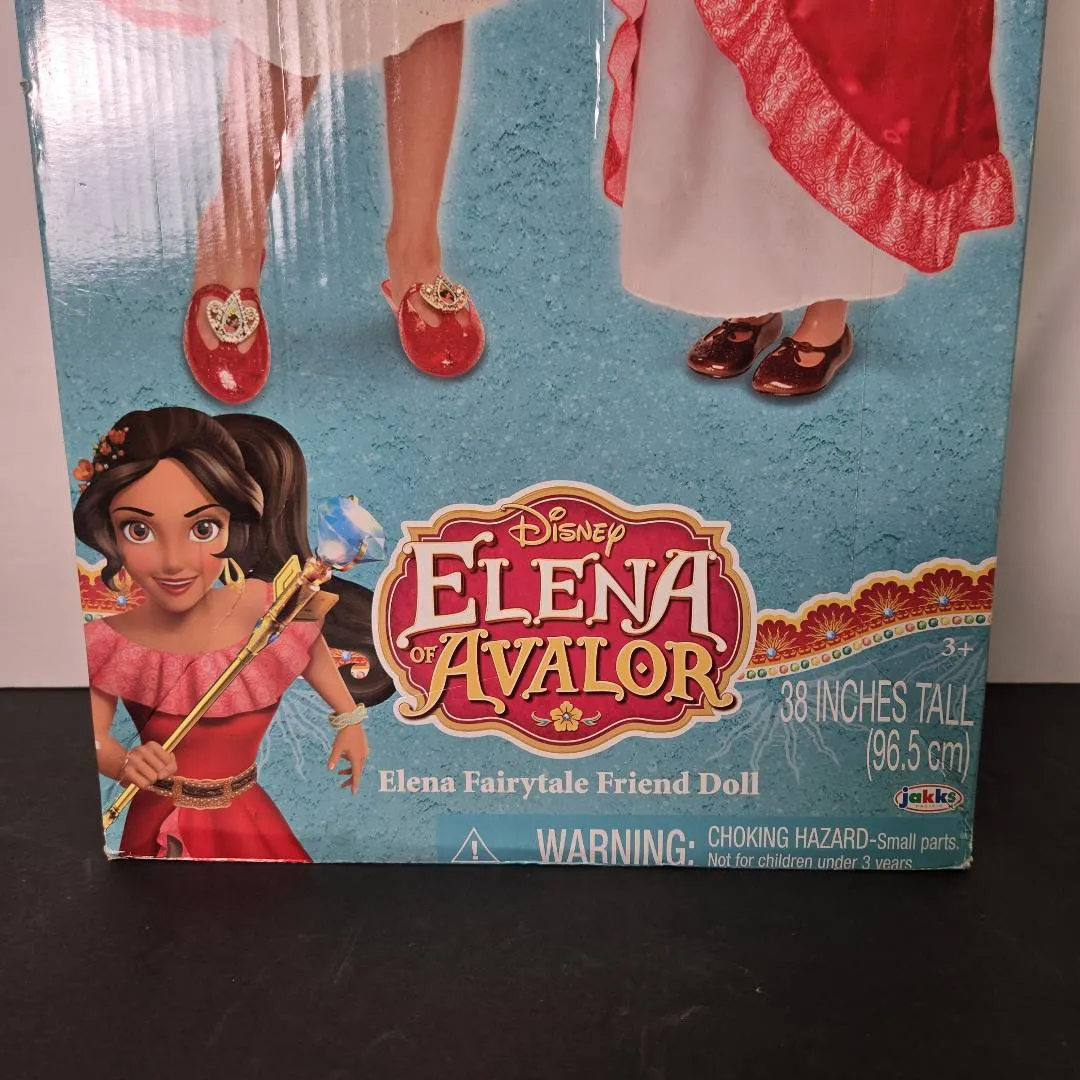 Disney
ELENA
OF AVALOR
3+
38 INCHES TALL
(96.5 cm)
Elena Fairytale Friend Doll
jakks
PACIFIC
WARNING:
CHOKING HAZARD-Small parts.
Not for children under 3 years